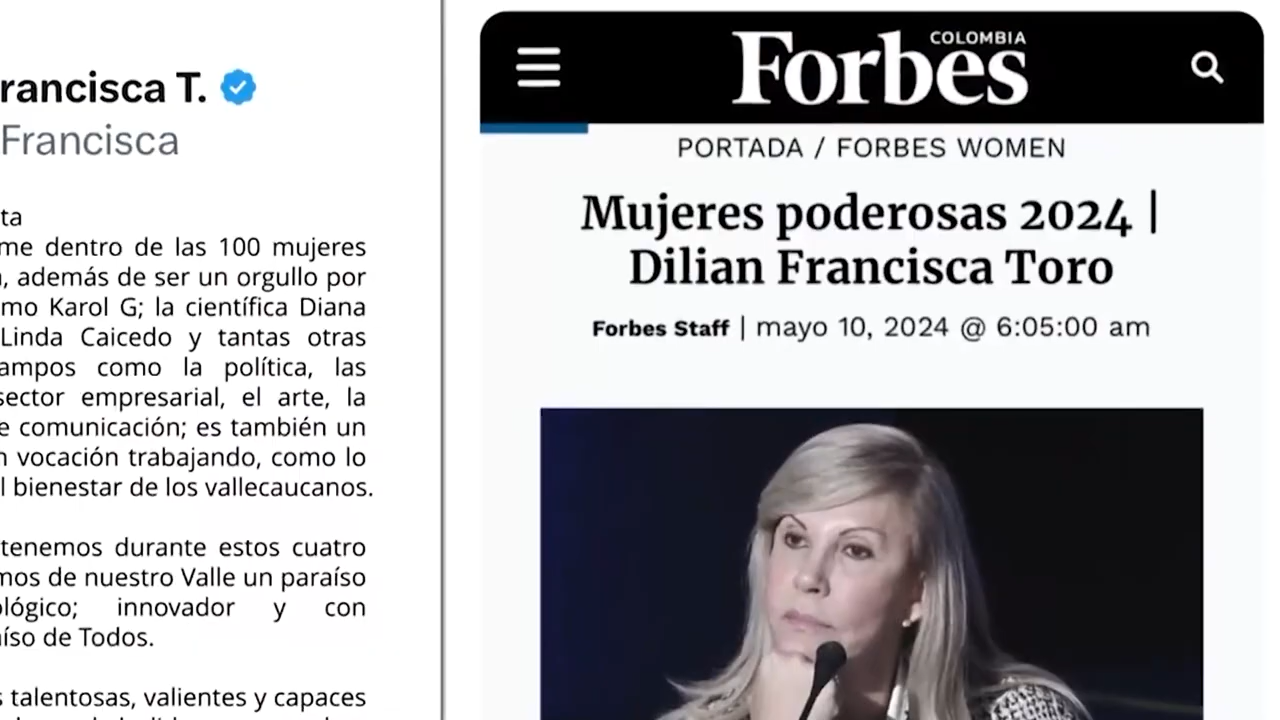 rancisca T.
Francisca
ta
me dentro de las 100 mujeres
, además de ser un orgullo por
mo Karol G; la científica Diana
Linda Caicedo y tantas otras
ampos como la política, las
sector empresarial, el arte, la
e comunicación; es también un
n vocación trabajando, como lo
l bienestar de los vallecaucanos.
tenemos durante estos cuatro
mos de nuestro Valle un paraíso
ológico; innovador y con
íso de Todos.
s talentosas, valientes y capaces
Forbes COLOMBIA
PORTADA / FORBES WOMEN
Mujeres poderosas 2024 |
Dilian Francisca Toro
Forbes Staff | mayo 10, 2024 @ 6:05:00 am